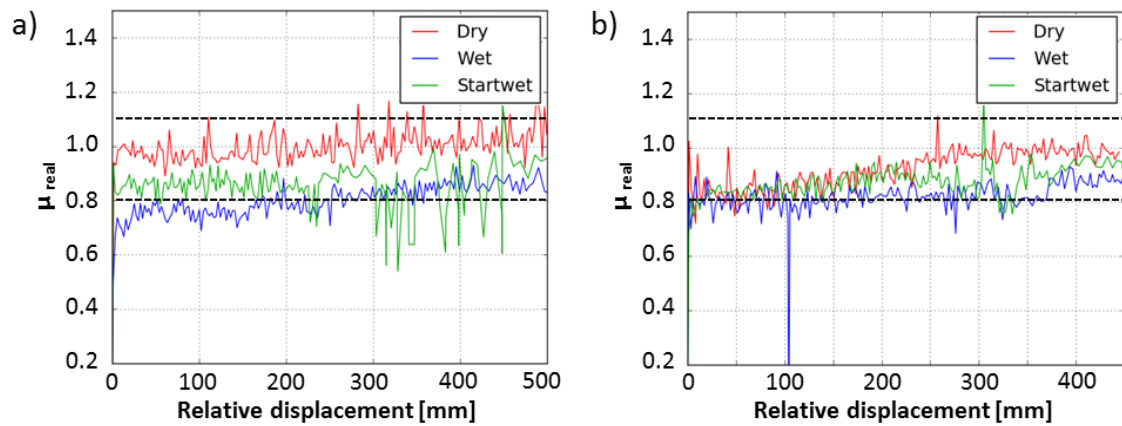 a)
1.4
1.2
1.0
0.8
0.6
0.4
0.2
μ real
Dry
Wet
Startwet
0 100 200 300 400 500
Relative displacement [mm]
b)
1.4
1.2
1.0
0.8
0.6
0.4
0.2
μ real
Dry
Wet
Startwet
0 100 200 300 400
Relative displacement [mm]